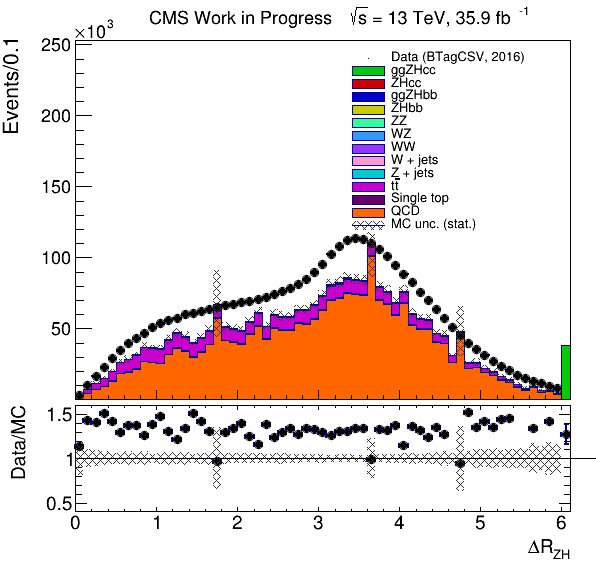 CMS Work in Progress √s = 13 TeV, 35.9 fb⁻¹
×10³
Events/0.1
250
200
150
100
50
Data (BTagCSV, 2016)
ggZHcc
ZHcc
ggZHbb
ZHbb
ZZ
WZ
WW
W + jets
Z + jets
tt̅
Single top
QCD
MC unc. (stat.)
Data/MC
1.5
1
0.5
0 1 2 3 4 5 6
ΔR_ZH